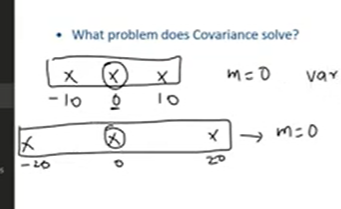 • What problem does Covariance solve?
x x x m=0 var
-10 0 10
x x x → m=0
-20 0 20
s